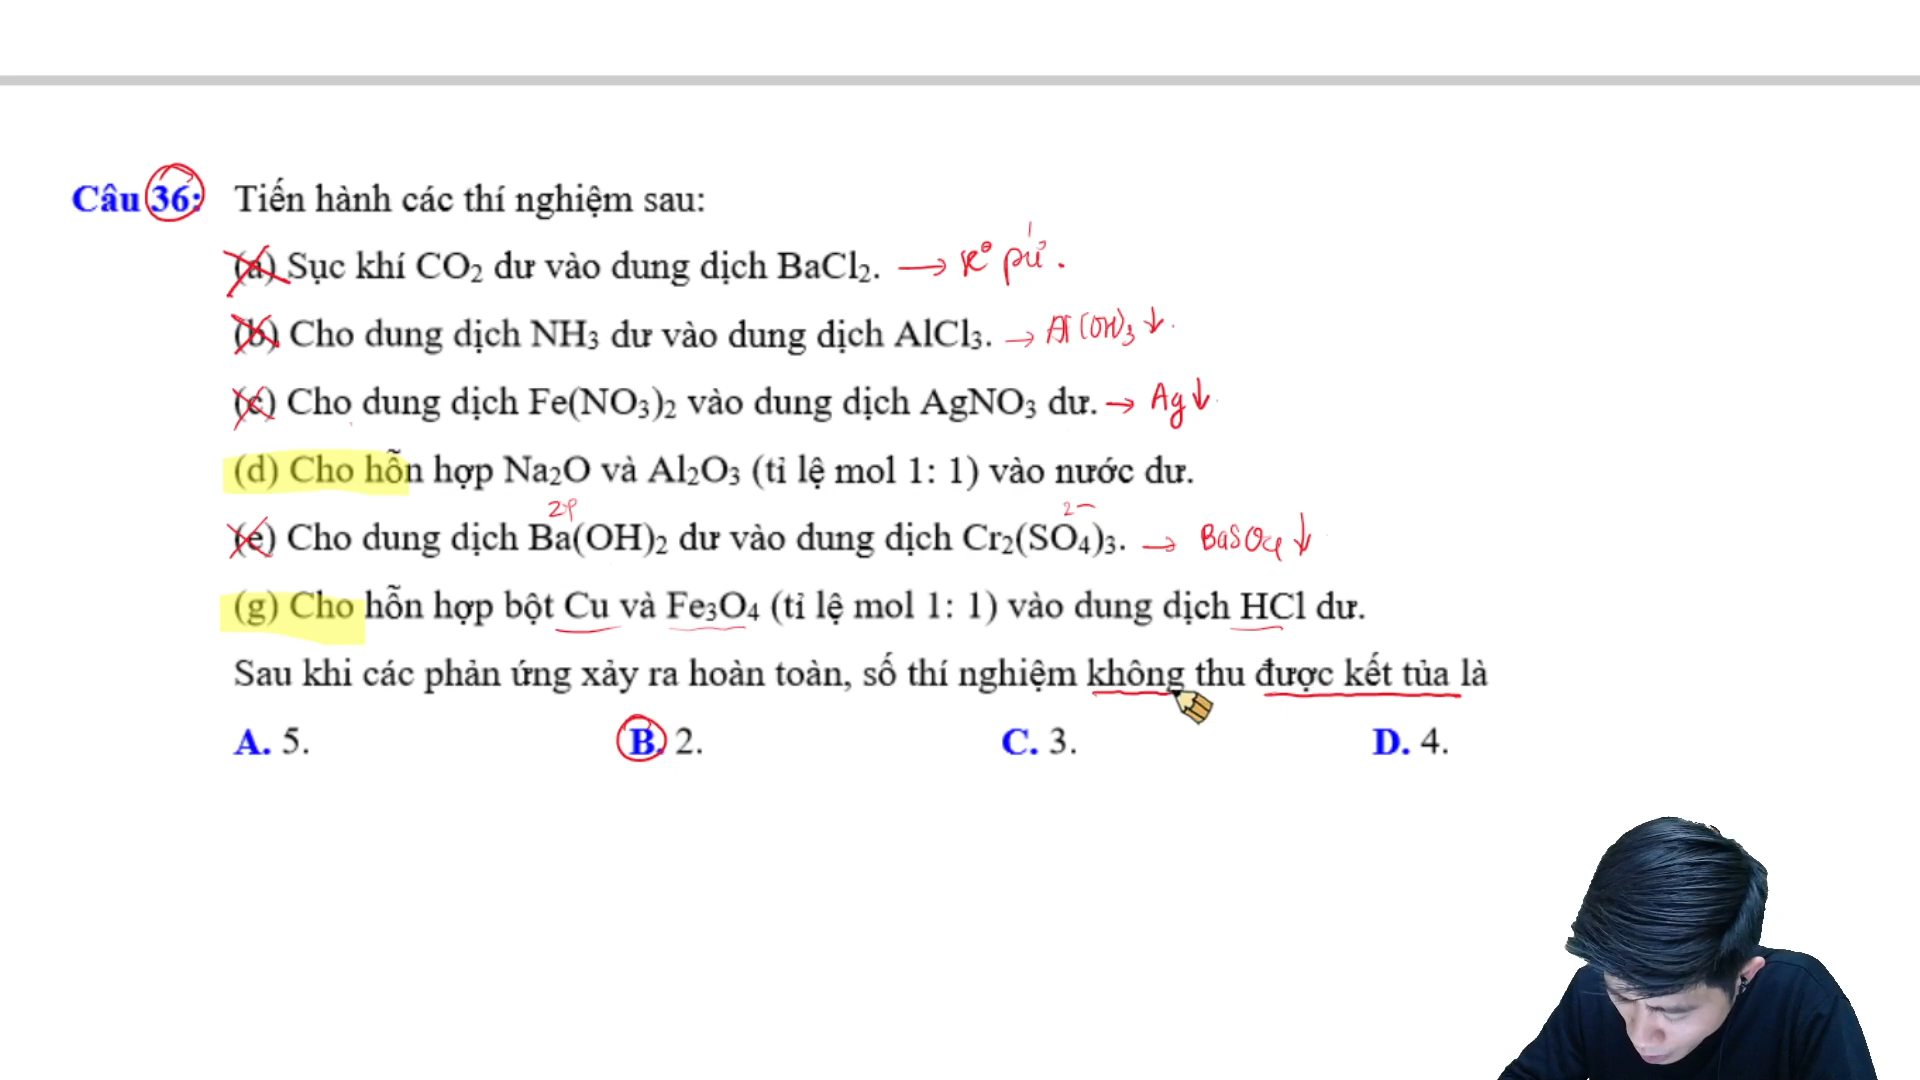 Câu 36: Tiến hành các thí nghiệm sau:
(a) Sục khí CO₂ dư vào dung dịch BaCl₂. → k° pứ.
(b) Cho dung dịch NH₃ dư vào dung dịch AlCl₃. → Al(OH)₃↓.
(c) Cho dung dịch Fe(NO₃)₂ vào dung dịch AgNO₃ dư. → Ag↓
(d) Cho hỗn hợp Na₂O và Al₂O₃ (tỉ lệ mol 1: 1) vào nước dư.
(e) Cho dung dịch Ba(OH)₂ dư vào dung dịch Cr₂(SO₄)₃. → BaSO₄↓
(g) Cho hỗn hợp bột Cu và Fe₃O₄ (tỉ lệ mol 1: 1) vào dung dịch HCl dư.
Sau khi các phản ứng xảy ra hoàn toàn, số thí nghiệm không thu được kết tủa là
A. 5. B. 2. C. 3. D. 4.